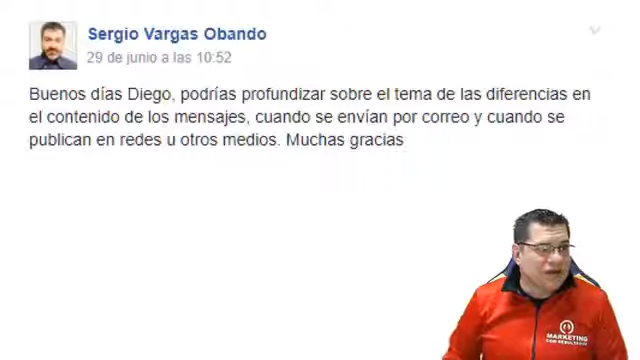 Sergio Vargas Obando
29 de junio a las 10:52
Buenos días Diego, podrías profundizar sobre el tema de las diferencias en
el contenido de los mensajes, cuando se envían por correo y cuando se
publican en redes u otros medios. Muchas gracias
MARKETING
CON RESULTADOS